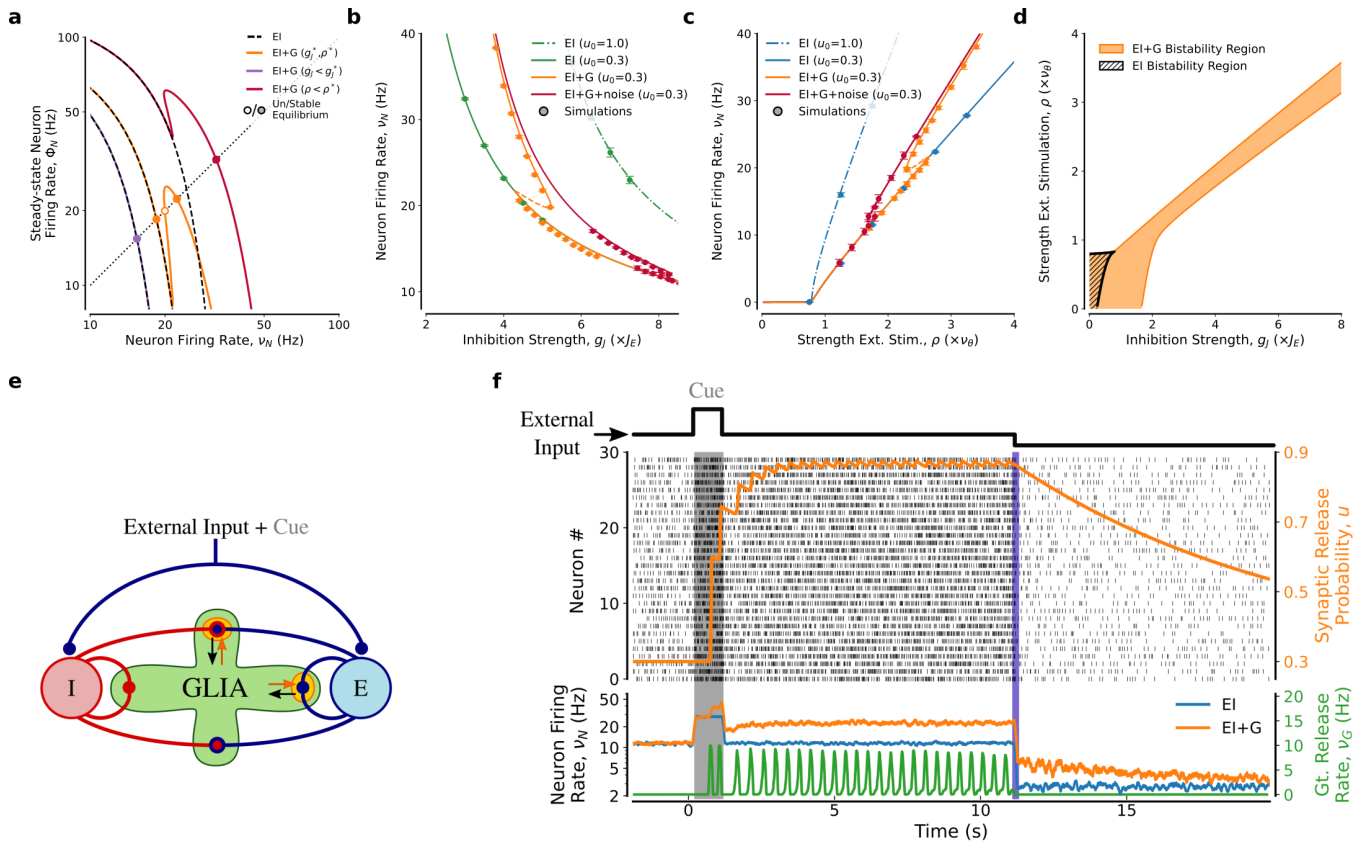 a
Steady-state Neuron
Firing Rate, Φ_N (Hz)
100
50
20
10
10
20
50
100
Neuron Firing Rate, ν_N (Hz)
EI
EI+G (g_J^*,ρ^*)
EI+G (g_J<g_J^*)
EI+G (ρ<ρ^*)
Un/Stable
Equilibrium
b
Neuron Firing Rate, ν_N (Hz)
40
30
20
10
2
4
6
8
Inhibition Strength, g_J (×J_E)
EI (u_0=1.0)
EI (u_0=0.3)
EI+G (u_0=0.3)
EI+G+noise (u_0=0.3)
Simulations
c
Neuron Firing Rate, ν_N (Hz)
40
30
20
10
0
0
1
2
3
4
Strength Ext. Stim., ρ (×ν_θ)
EI (u_0=1.0)
EI (u_0=0.3)
EI+G (u_0=0.3)
EI+G+noise (u_0=0.3)
Simulations
d
Strength Ext. Stimulation, ρ (×ν_θ)
4
3
2
1
0
0
2
4
6
8
Inhibition Strength, g_J (×J_E)
EI+G Bistability Region
EI Bistability Region
e
External Input + Cue
I
GLIA
E
f
Cue
External
Input
Neuron #
30
20
10
0
0.9
0.7
0.5
0.3
Synaptic Release
Probability, u
Neuron Firing
Rate, ν_N (Hz)
50
20
10
5
2
EI
EI+G
20
15
10
5
0
Gt. Release
Rate, ν_G (Hz)
0
5
10
15
Time (s)